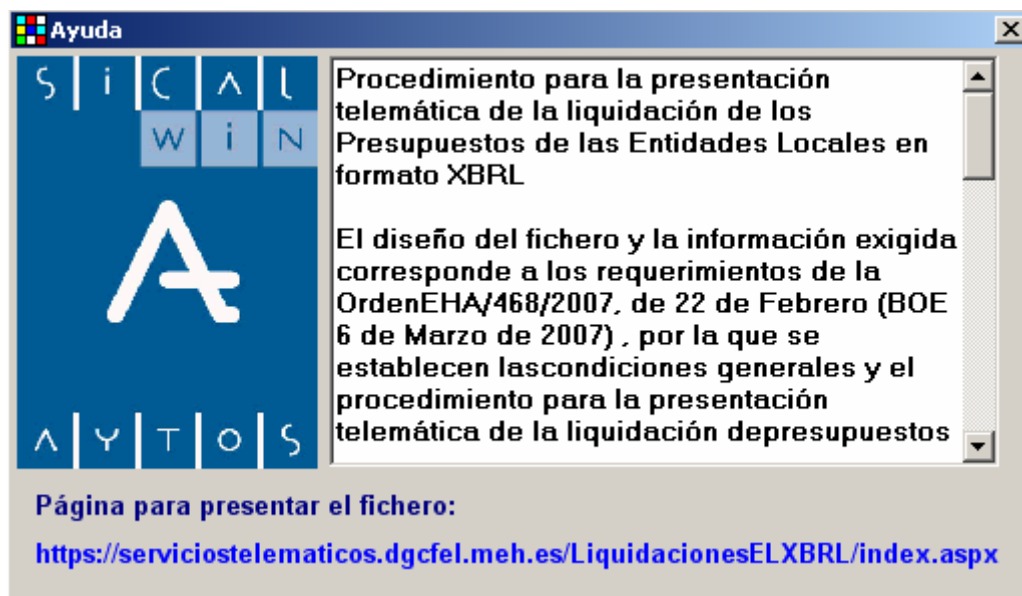 Ayuda
SiCAL
WiN
AYTOS
Procedimiento para la presentación
telemática de la liquidación de los
Presupuestos de las Entidades Locales en
formato XBRL
El diseño del fichero y la información exigida
corresponde a los requerimientos de la
OrdenEHA/468/2007, de 22 de Febrero (BOE
6 de Marzo de 2007) , por la que se
establecen lascondiciones generales y el
procedimiento para la presentación
telemática de la liquidación depresupuestos
Página para presentar el fichero:
https://serviciostelematicos.dgcfel.meh.es/LiquidacionesELXBRL/index.aspx